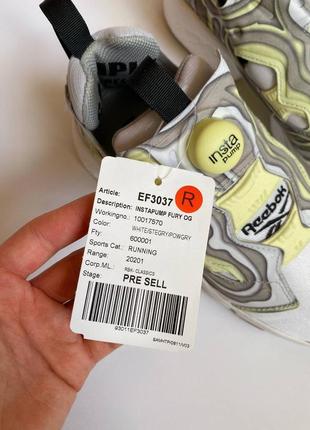 insta
pump
Reebok
Article: EF3037 R
Description: INSTAPUMP FURY OG
Workingno.: 10017570
Color: WHITE/STEGRY/POWGRY
Fty: 600001
Sports Cat.: RUNNING
Range: 20201
Corp.ML.: RBK- CLASSICS
Stage: PRE SELL
93011EF3037